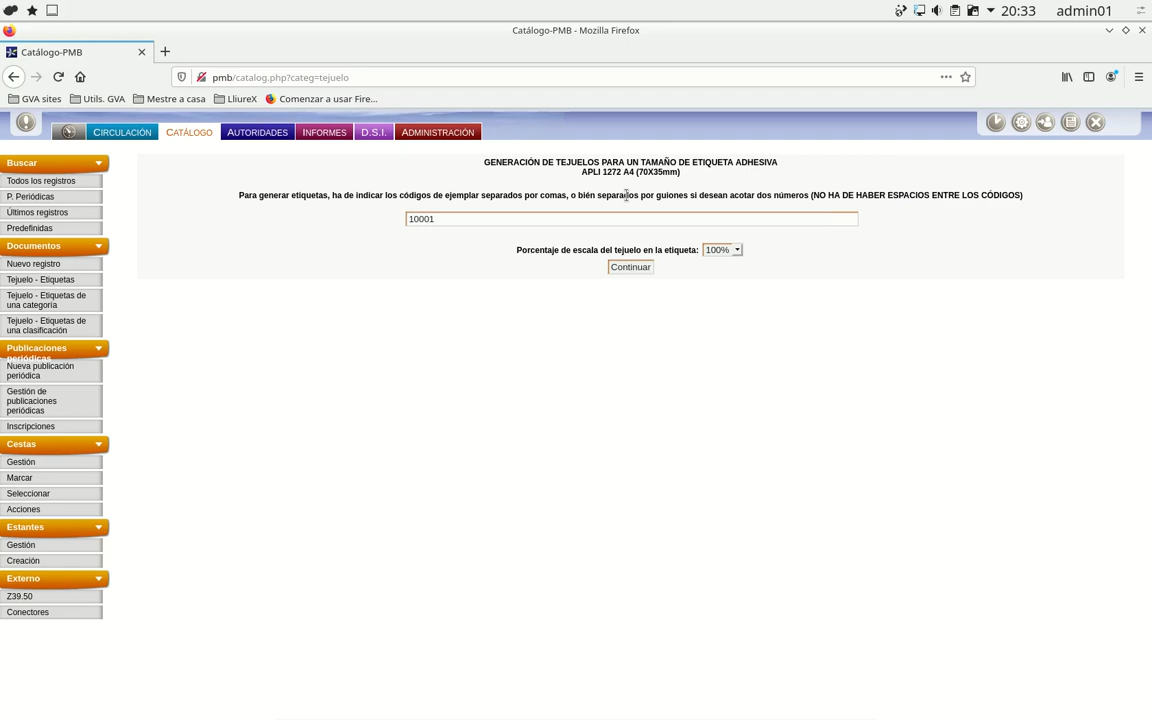 20:33
admin01
Catálogo-PMB - Mozilla Firefox
Catálogo-PMB
pmb/catalog.php?categ=tejuelo
GVA sites
Utils. GVA
Mestre a casa
LliureX
Comenzar a usar Fire...
CIRCULACIÓN
CATÁLOGO
AUTORIDADES
INFORMES
D.S.I.
ADMINISTRACIÓN
Buscar
Todos los registros
P. Periódicas
Últimos registros
Predefinidas
Documentos
Nuevo registro
Tejuelo - Etiquetas
Tejuelo - Etiquetas de
una categoría
Tejuelo - Etiquetas de
una clasificación
Publicaciones
periódicas
Nueva publicación
periódica
Gestión de
publicaciones
periódicas
Inscripciones
Cestas
Gestión
Marcar
Seleccionar
Acciones
Estantes
Gestión
Creación
Externo
Z39.50
Conectores
GENERACIÓN DE TEJUELOS PARA UN TAMAÑO DE ETIQUETA ADHESIVA
APLI 1272 A4 (70X35mm)
Para generar etiquetas, ha de indicar los códigos de ejemplar separados por comas, o bién separados por guiones si desean acotar dos números (NO HA DE HABER ESPACIOS ENTRE LOS CÓDIGOS)
10001
Porcentaje de escala del tejuelo en la etiqueta: 100%
Continuar